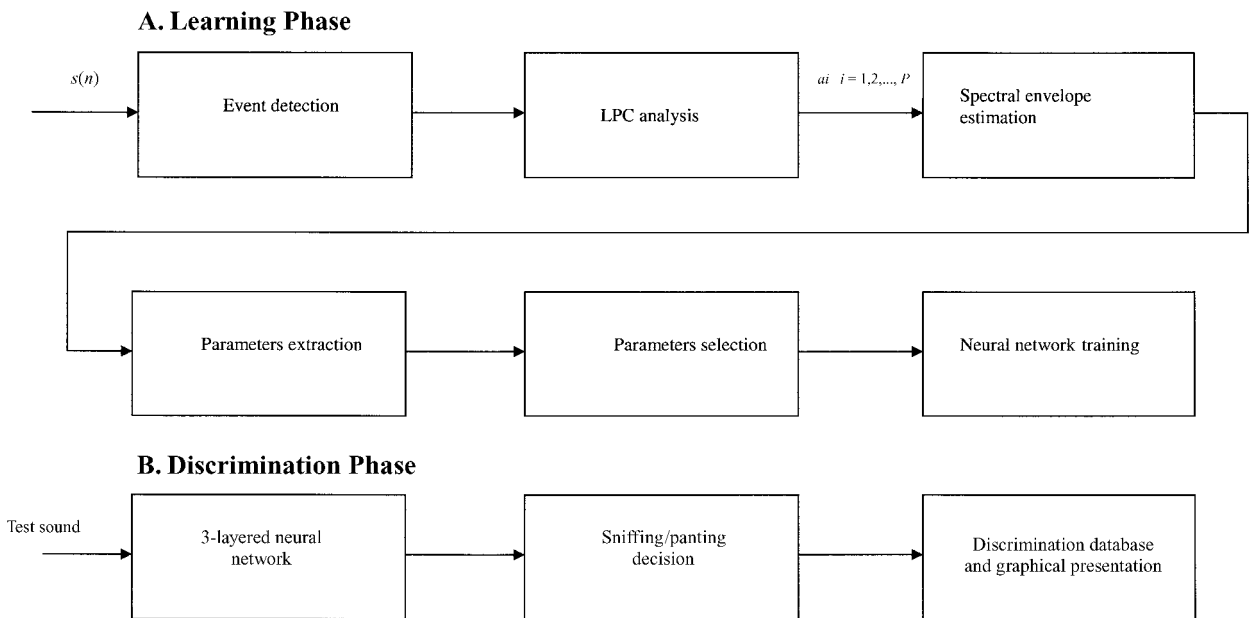 A. Learning Phase
s(n)
Event detection
LPC analysis
ai i = 1,2,..., P
Spectral envelope
estimation
Parameters extraction
Parameters selection
Neural network training
B. Discrimination Phase
Test sound
3-layered neural
network
Sniffing/panting
decision
Discrimination database
and graphical presentation